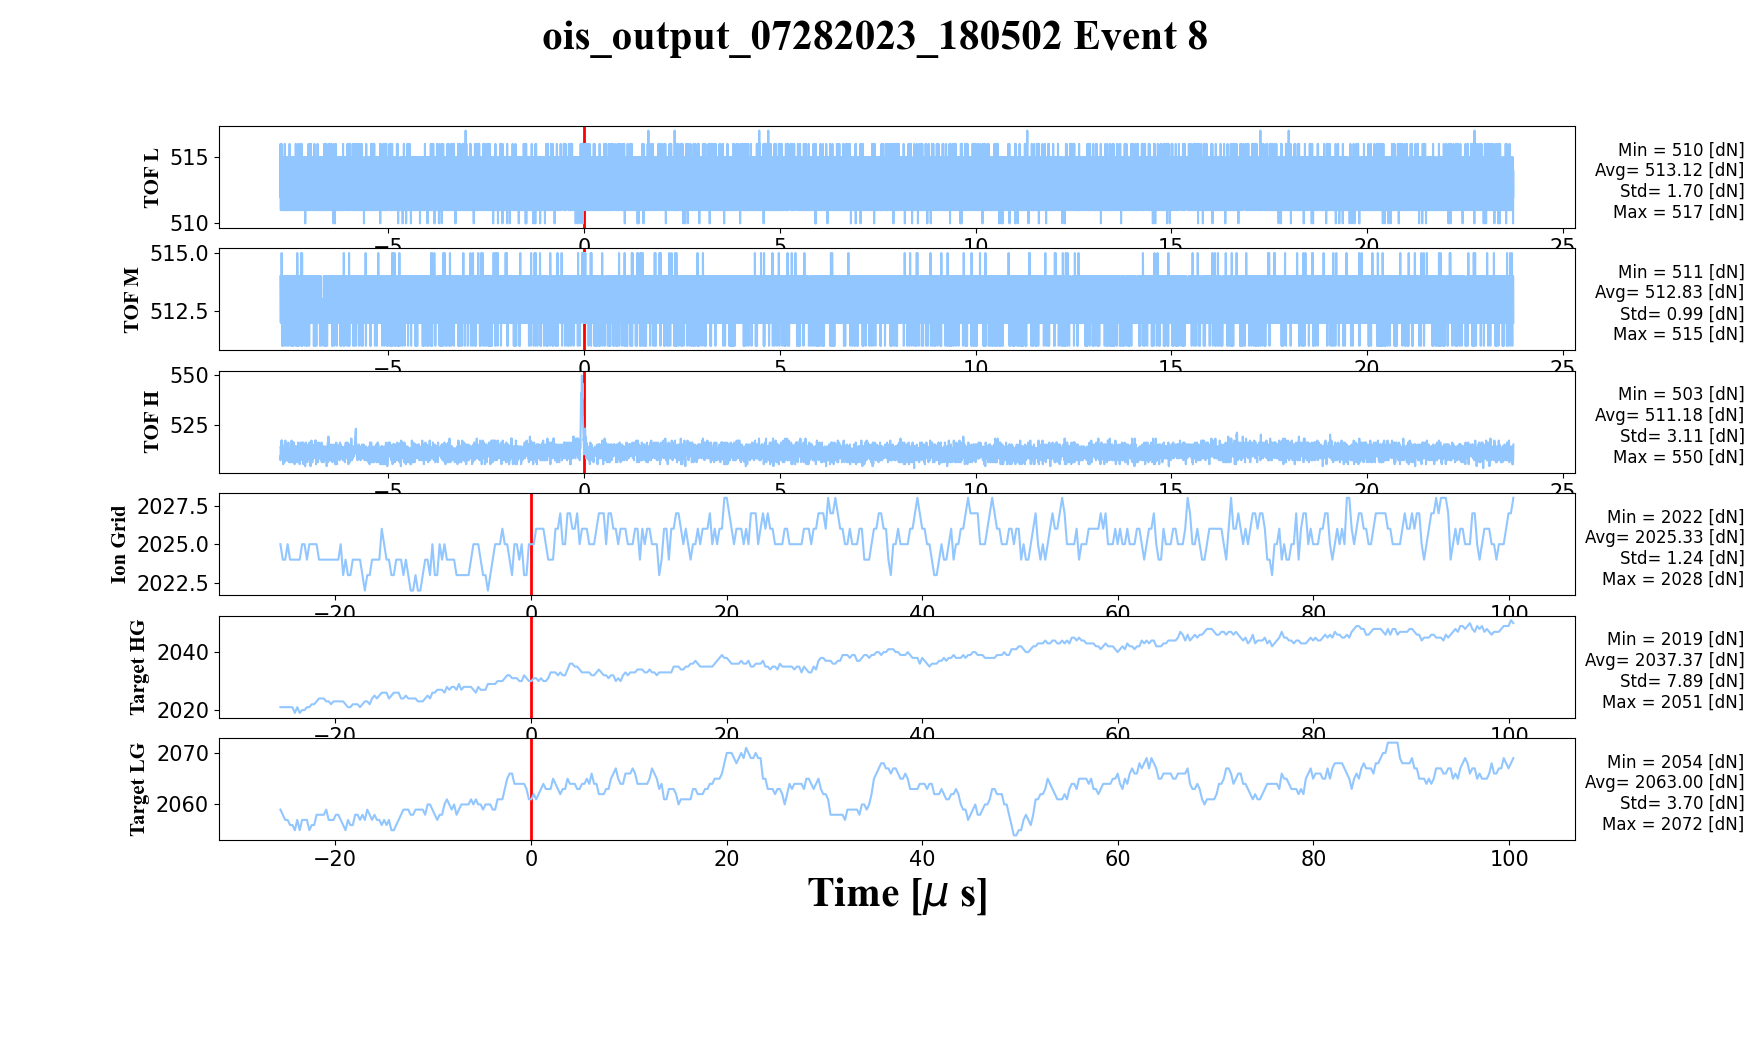 ois_output_07282023_180502 Event 8
TOF L
515
510
Min = 510 [dN]
Avg= 513.12 [dN]
Std= 1.70 [dN]
Max = 517 [dN]
−5 0 5 10 15 20 25
TOF M
515.0
512.5
Min = 511 [dN]
Avg= 512.83 [dN]
Std= 0.99 [dN]
Max = 515 [dN]
−5 0 5 10 15 20 25
TOF H
550
525
Min = 503 [dN]
Avg= 511.18 [dN]
Std= 3.11 [dN]
Max = 550 [dN]
−5 0 5 10 15 20 25
Ion Grid
2027.5
2025.0
2022.5
Min = 2022 [dN]
Avg= 2025.33 [dN]
Std= 1.24 [dN]
Max = 2028 [dN]
−20 0 20 40 60 80 100
Target HG
2040
2020
Min = 2019 [dN]
Avg= 2037.37 [dN]
Std= 7.89 [dN]
Max = 2051 [dN]
−20 0 20 40 60 80 100
Target LG
2070
2060
Min = 2054 [dN]
Avg= 2063.00 [dN]
Std= 3.70 [dN]
Max = 2072 [dN]
−20 0 20 40 60 80 100
Time [μ s]